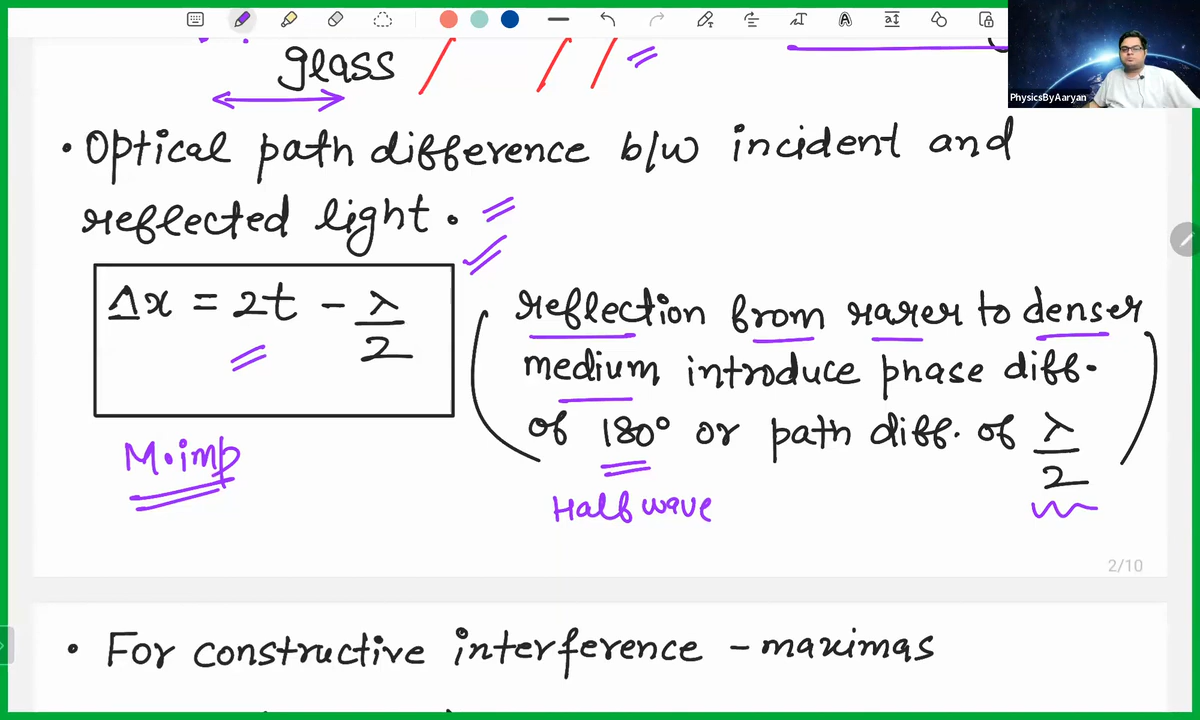 PhysicsByAaryan
glass
• Optical path difference b/w incident and
reflected light.
Δx = 2t - λ/2
(reflection from rarer to denser
medium introduce phase diff.
of 180° or path diff. of λ/2)
M.imp
Half wave
2/10
• For constructive interference - maximas